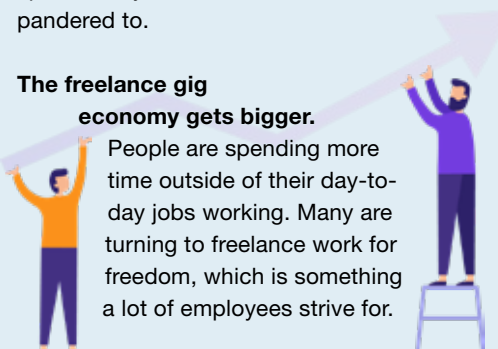 pandered to.
The freelance gig
economy gets bigger.
People are spending more
time outside of their day-to-
day jobs working. Many are
turning to freelance work for
freedom, which is something
a lot of employees strive for.